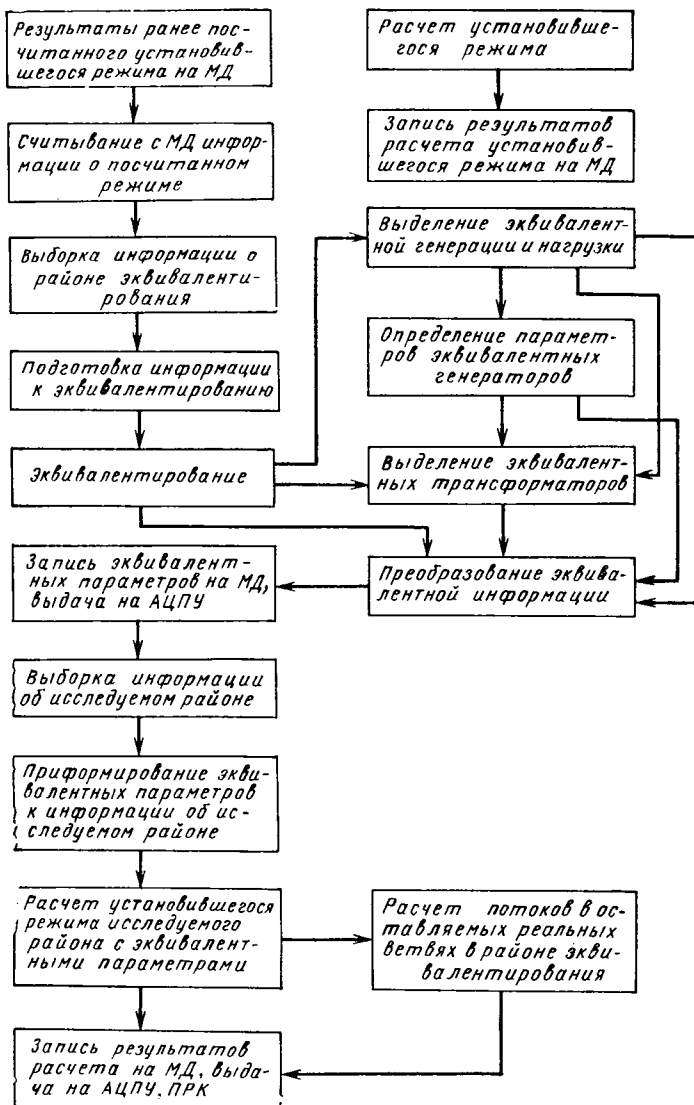 Результаты ранее пос-
читанного установив-
шегося режима на МД
Считывание с МД инфор-
мации о посчитанном
режиме
Выборка информации о
районе эквиваленти-
рования
Подготовка информации
к эквивалентированию
Эквивалентирование
Запись эквивалент-
ных параметров на МД,
выдача на АЦПУ
Выборка информации
об исследуемом районе
Приформирование экви-
валентных параметров
к информации об ис-
следуемом районе
Расчет установившегося
режима исследуемого
района с эквивалент-
ными параметрами
Запись результатов
расчета на МД, выда-
ча на АЦПУ, ПРК
Расчет установивше-
гося режима
Запись результатов
расчета установив-
шегося режима на МД
Выделение эквивалент-
ной генерации и нагрузки
Определение парамет-
ров эквивалентных
генераторов
Выделение эквивалент-
ных трансформаторов
Преобразование эквива-
лентной информации
Расчет потоков в ос-
тавляемых реальных
ветвях в районе экви-
валентирования